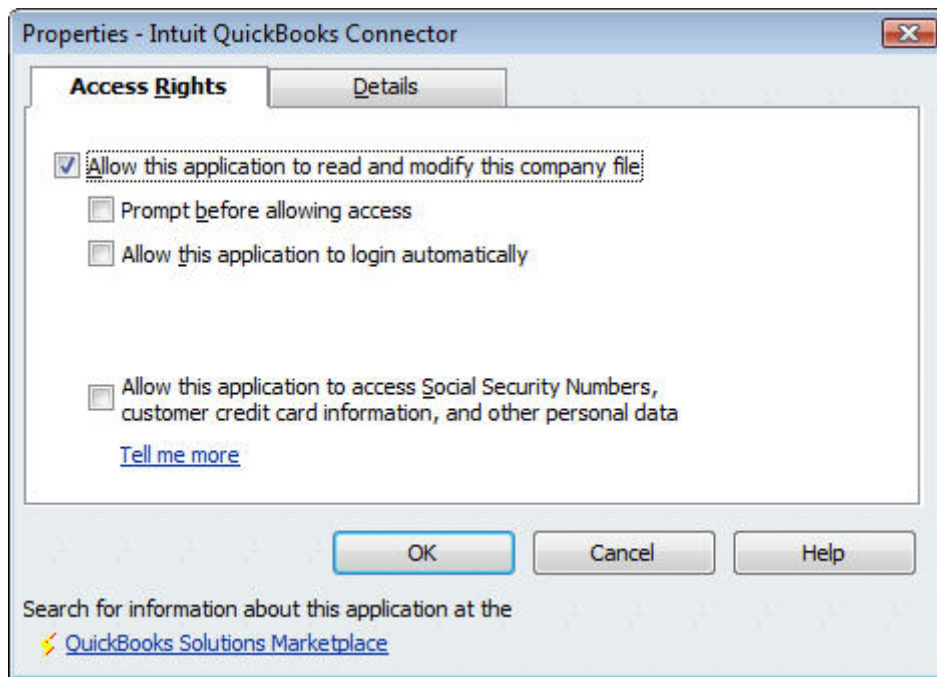 Properties - Intuit QuickBooks Connector
Access Rights
Details
Allow this application to read and modify this company file
Prompt before allowing access
Allow this application to login automatically
Allow this application to access Social Security Numbers,
customer credit card information, and other personal data
Tell me more
OK
Cancel
Help
Search for information about this application at the
QuickBooks Solutions Marketplace